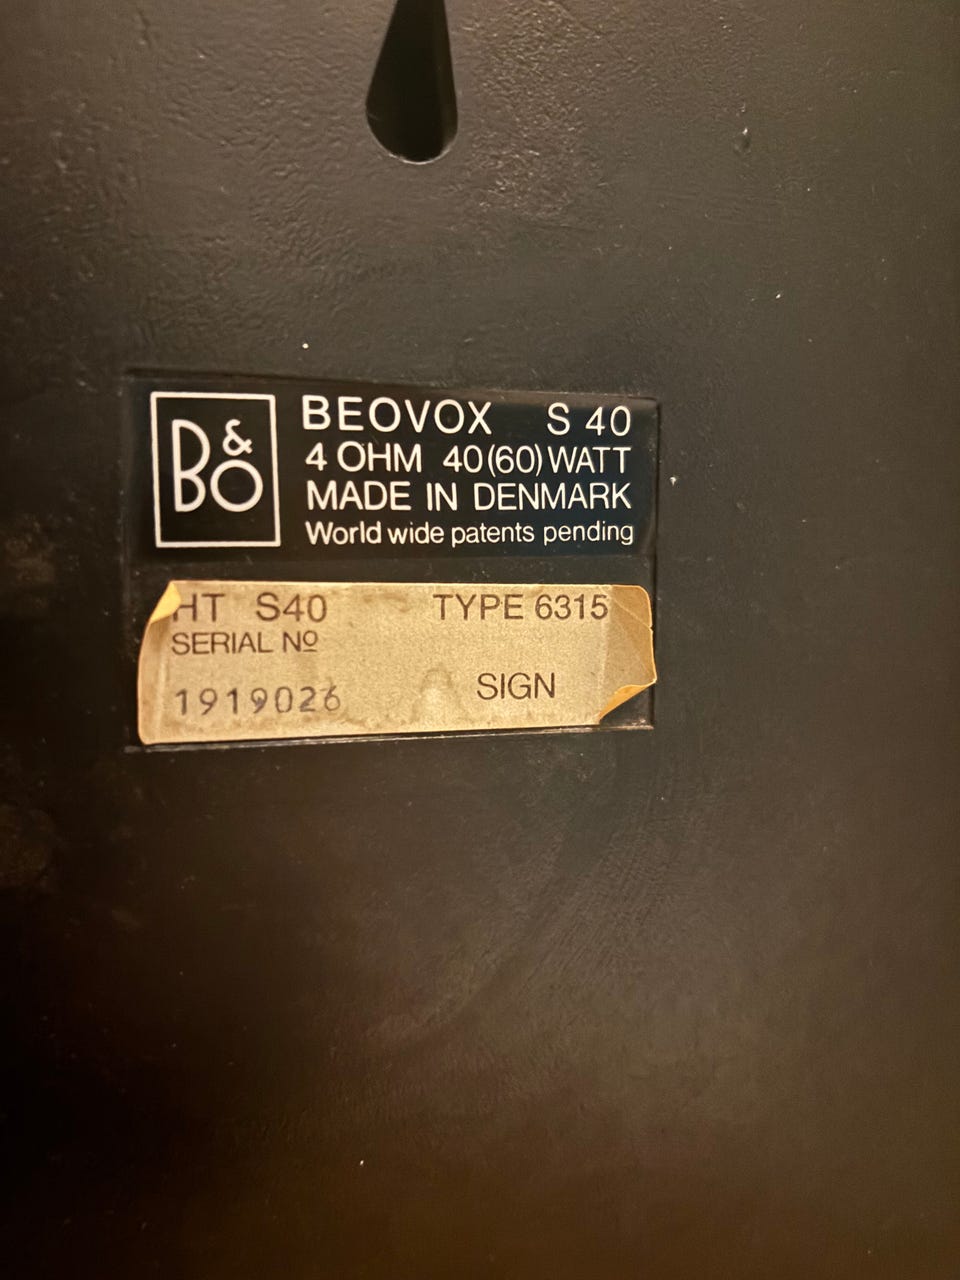 B&O
BEOVOX S 40
4 OHM 40(60) WATT
MADE IN DENMARK
World wide patents pending
HT S40 TYPE 6315
SERIAL Nº
1919026 SIGN